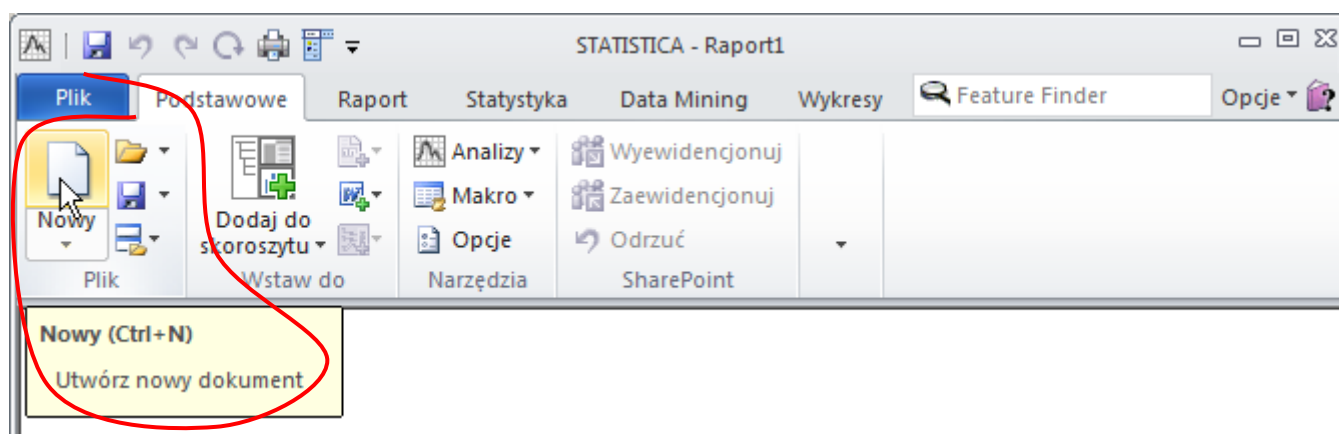 STATISTICA - Raport1
Plik Podstawowe Raport Statystyka Data Mining Wykresy Feature Finder Opcje
Analizy Wyewidencjonuj
Makro Zaewidencjonuj
Nowy Dodaj do
skoroszytu Opcje Odrzuć
Plik Wstaw do Narzędzia SharePoint
Nowy (Ctrl+N)
Utwórz nowy dokument